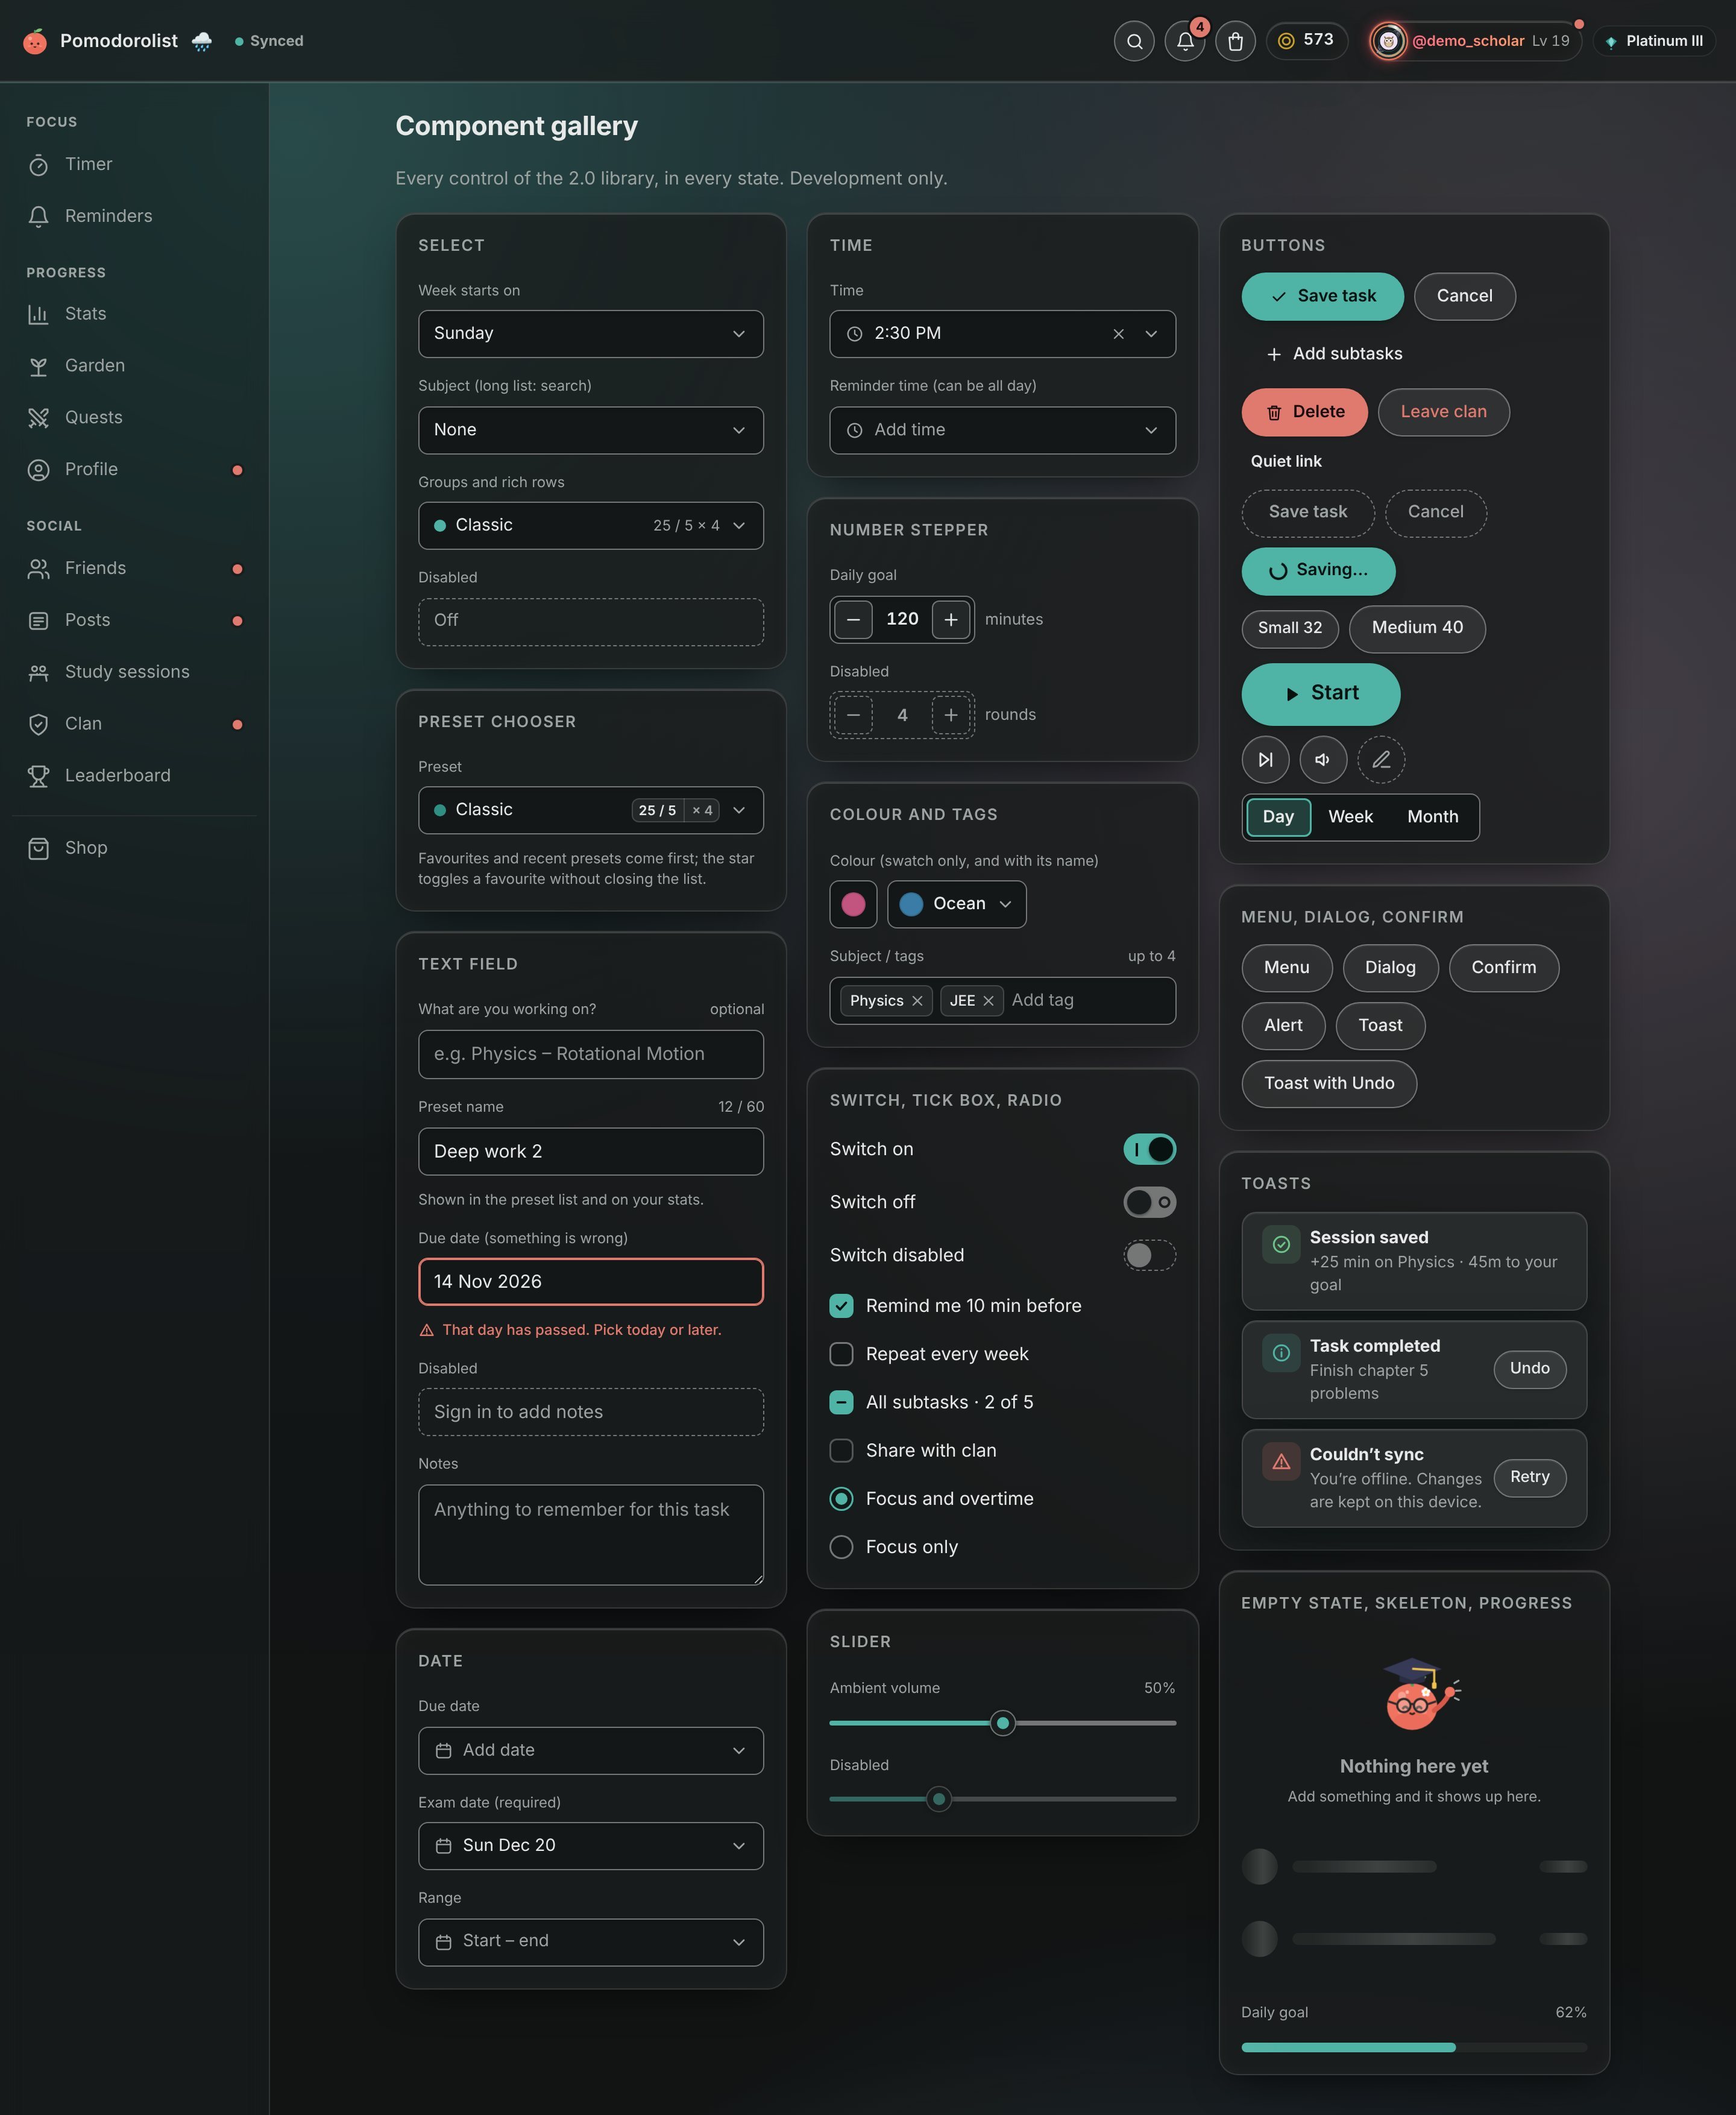 Pomodorolist
Synced
4
573
@demo_scholar Lv 19
Platinum III
FOCUS
Timer
Reminders
PROGRESS
Stats
Garden
Quests
Profile
SOCIAL
Friends
Posts
Study sessions
Clan
Leaderboard
Shop
Component gallery
Every control of the 2.0 library, in every state. Development only.
SELECT
Week starts on
Sunday
Subject (long list: search)
None
Groups and rich rows
Classic 25 / 5 × 4
Disabled
Off
PRESET CHOOSER
Preset
Classic 25 / 5 × 4
Favourites and recent presets come first; the star
toggles a favourite without closing the list.
TEXT FIELD
What are you working on? optional
e.g. Physics – Rotational Motion
Preset name 12 / 60
Deep work 2
Shown in the preset list and on your stats.
Due date (something is wrong)
14 Nov 2026
That day has passed. Pick today or later.
Disabled
Sign in to add notes
Notes
Anything to remember for this task
DATE
Due date
Add date
Exam date (required)
Sun Dec 20
Range
Start – end
TIME
Time
2:30 PM
Reminder time (can be all day)
Add time
NUMBER STEPPER
Daily goal
120 minutes
Disabled
4 rounds
COLOUR AND TAGS
Colour (swatch only, and with its name)
Ocean
Subject / tags up to 4
Physics JEE Add tag
SWITCH, TICK BOX, RADIO
Switch on
Switch off
Switch disabled
Remind me 10 min before
Repeat every week
All subtasks · 2 of 5
Share with clan
Focus and overtime
Focus only
SLIDER
Ambient volume 50%
Disabled
BUTTONS
Save task Cancel
Add subtasks
Delete Leave clan
Quiet link
Save task Cancel
Saving…
Small 32 Medium 40
Start
Day Week Month
MENU, DIALOG, CONFIRM
Menu Dialog Confirm
Alert Toast
Toast with Undo
TOASTS
Session saved
+25 min on Physics · 45m to your
goal
Task completed
Finish chapter 5
problems
Undo
Couldn’t sync
You’re offline. Changes
are kept on this device.
Retry
EMPTY STATE, SKELETON, PROGRESS
Nothing here yet
Add something and it shows up here.
Daily goal 62%